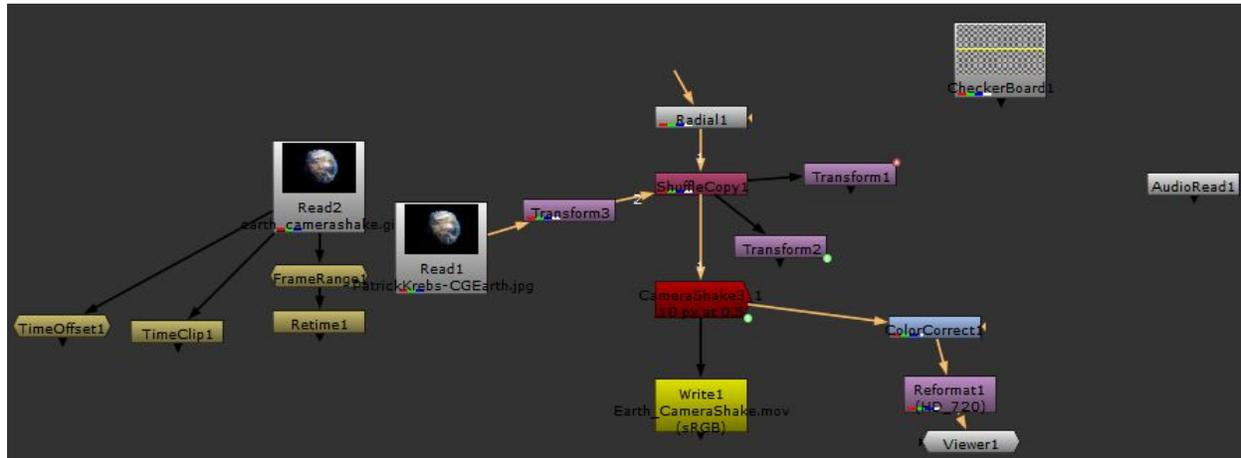 CheckerBoard1
Radial1
1
ShuffleCopy1
Transform1
AudioRead1
Read2
earth_camerashake.gi
2
Transform3
Transform2
Read1
PatrickKrebs-CGEarth.jpg
FrameRange1
CameraShake3_1
10 px at 0.5
TimeOffset1
TimeClip1
Retime1
ColorCorrect1
Write1
Earth_CameraShake.mov
(sRGB)
Reformat1
(HD_720)
Viewer1